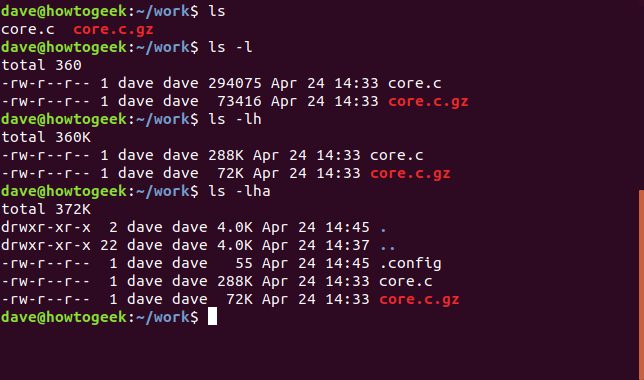 dave@howtogeek:~/work$ ls
core.c  core.c.gz
dave@howtogeek:~/work$ ls -l
total 360
-rw-r--r-- 1 dave dave 294075 Apr 24 14:33 core.c
-rw-r--r-- 1 dave dave  73416 Apr 24 14:33 core.c.gz
dave@howtogeek:~/work$ ls -lh
total 360K
-rw-r--r-- 1 dave dave 288K Apr 24 14:33 core.c
-rw-r--r-- 1 dave dave  72K Apr 24 14:33 core.c.gz
dave@howtogeek:~/work$ ls -lha
total 372K
drwxr-xr-x  2 dave dave 4.0K Apr 24 14:45 .
drwxr-xr-x 22 dave dave 4.0K Apr 24 14:37 ..
-rw-r--r--  1 dave dave   55 Apr 24 14:45 .config
-rw-r--r--  1 dave dave 288K Apr 24 14:33 core.c
-rw-r--r--  1 dave dave  72K Apr 24 14:33 core.c.gz
dave@howtogeek:~/work$